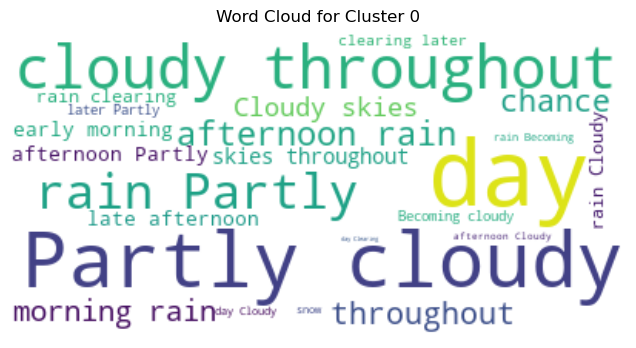 Word Cloud for Cluster 0
clearing later
cloudy throughout
rain clearing
chance
later Partly
Cloudy skies
early morning
afternoon rain
rain Becoming
rain Cloudy
afternoon Partly
skies throughout
day
rain Partly
late afternoon
Becoming cloudy
Partly cloudy
day Clearing
afternoon Cloudy
morning rain
day Cloudy
snow
throughout